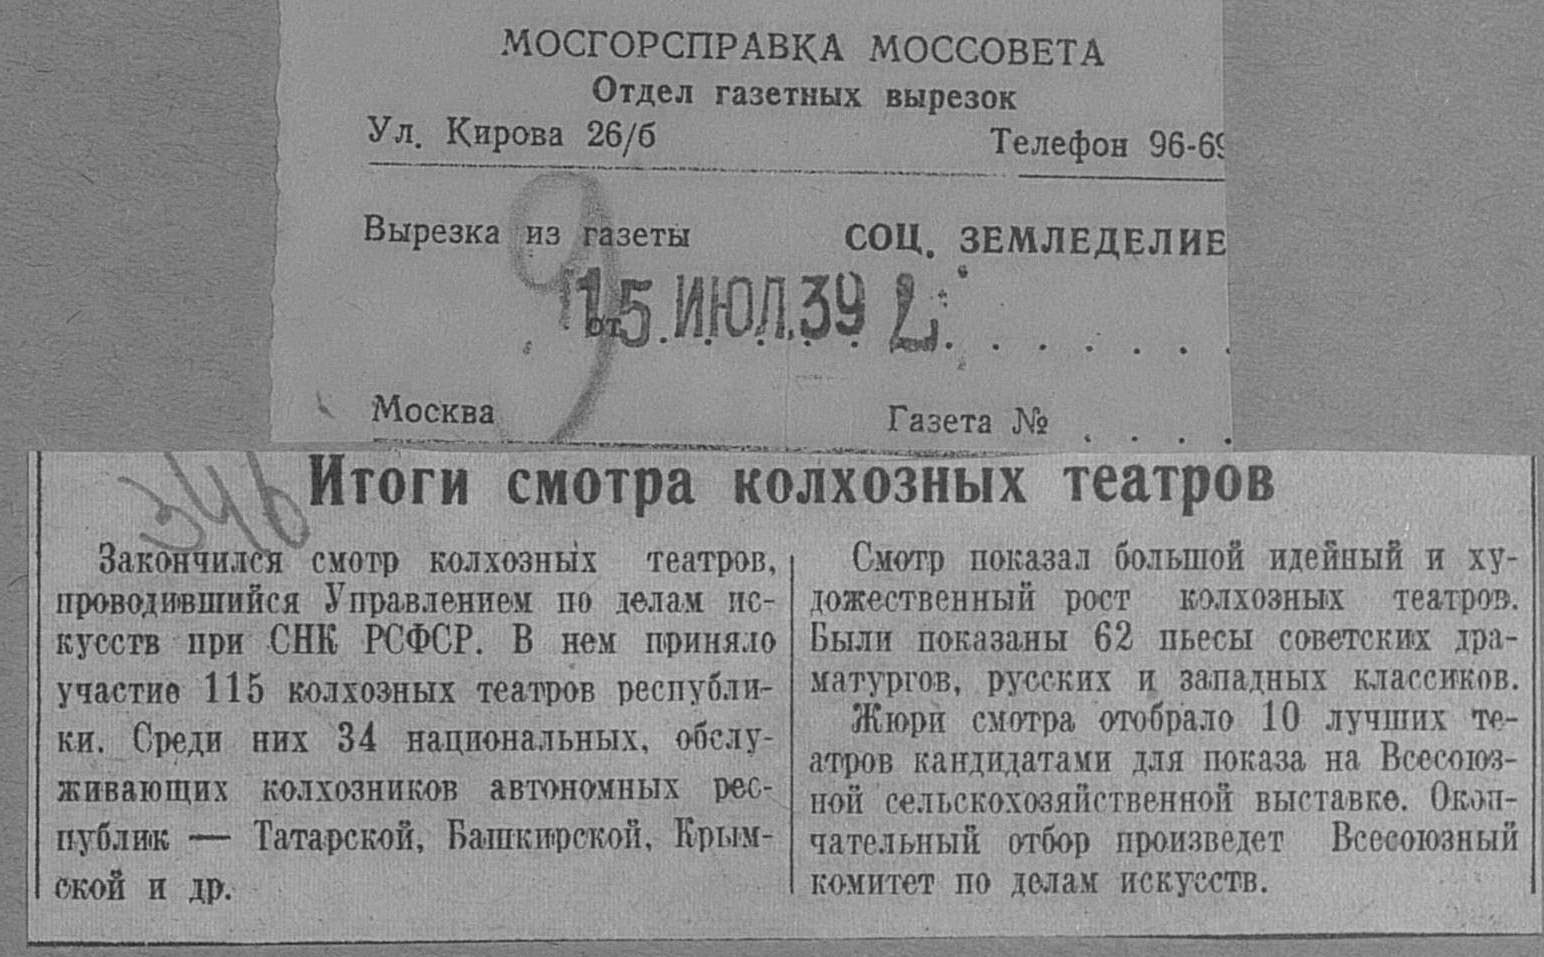 МОСГОРСПРАВКА МОССОВЕТА
Отдел газетных вырезок
Ул. Кирова 26/б Телефон 96-69
Вырезка из газеты СОЦ. ЗЕМЛЕДЕЛИЕ
от 15 ИЮЛ. 39
Москва Газета №
346
Итоги смотра колхозных театров
Закончился смотр колхозных театров,
проводившийся Управлением по делам ис-
кусств при СНК РСФСР. В нем приняло
участие 115 колхозных театров республи-
ки. Среди них 34 национальных, обслу-
живающих колхозников автономных рес-
публик — Татарской, Башкирской, Крым-
ской и др.
Смотр показал большой идейный и ху-
дожественный рост колхозных театров.
Были показаны 62 пьесы советских дра-
матургов, русских и западных классиков.
Жюри смотра отобрало 10 лучших те-
атров кандидатами для показа на Всесоюз-
ной сельскохозяйственной выставке. Окон-
чательный отбор произведет Всесоюзный
комитет по делам искусств.